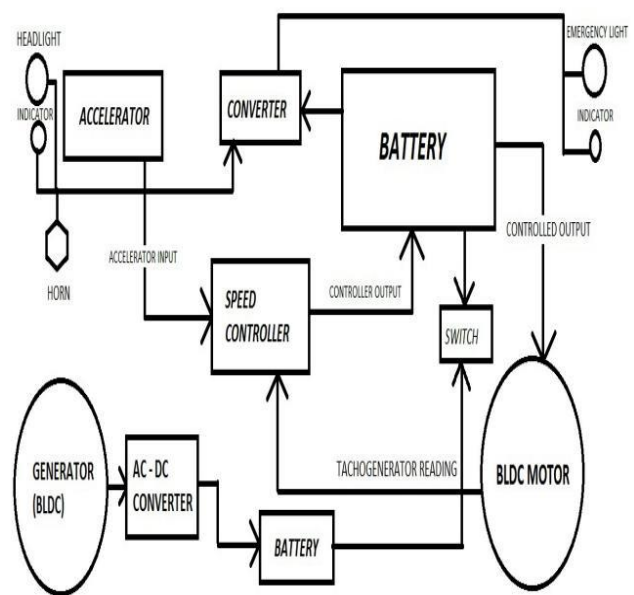 HEADLIGHT
EMERGENCY LIGHT
ACCELERATOR
CONVERTER
BATTERY
INDICATOR
INDICATOR
CONTROLLED OUTPUT
HORN
ACCELERATOR INPUT
SPEED
CONTROLLER
CONTROLLER OUTPUT
SWITCH
GENERATOR
(BLDC)
AC - DC
CONVERTER
TACHOGENERATOR READING
BLDC MOTOR
BATTERY